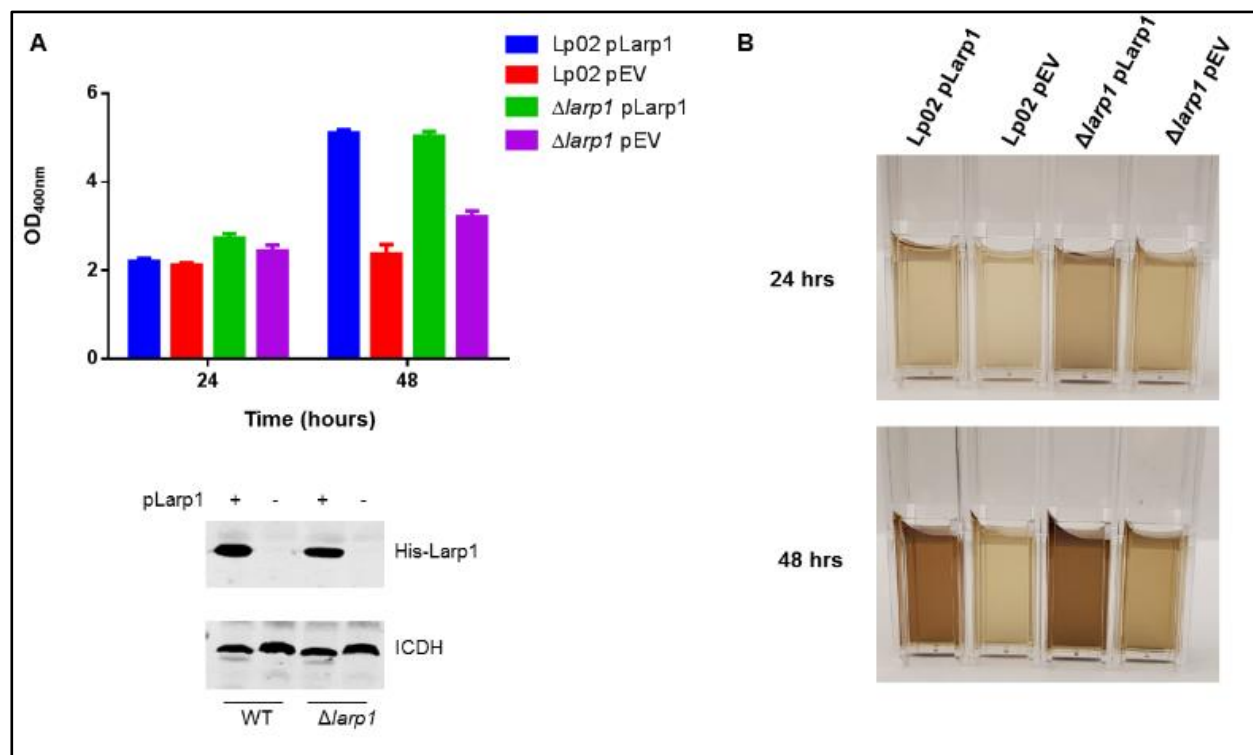 A
Lp02 pLarp1
Lp02 pEV
Δlarp1 pLarp1
Δlarp1 pEV
6
4
2
0
OD400nm
24
48
Time (hours)
pLarp1 + - + -
His-Larp1
ICDH
WT Δlarp1
B
Lp02 pLarp1
Lp02 pEV
Δlarp1 pLarp1
Δlarp1 pEV
24 hrs
48 hrs